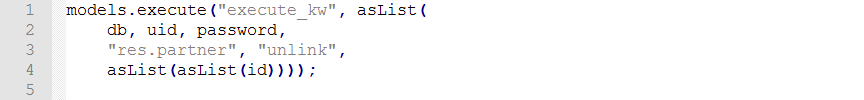 1 models.execute("execute_kw", asList(
2     db, uid, password,
3     "res.partner", "unlink",
4     asList(asList(id))));
5